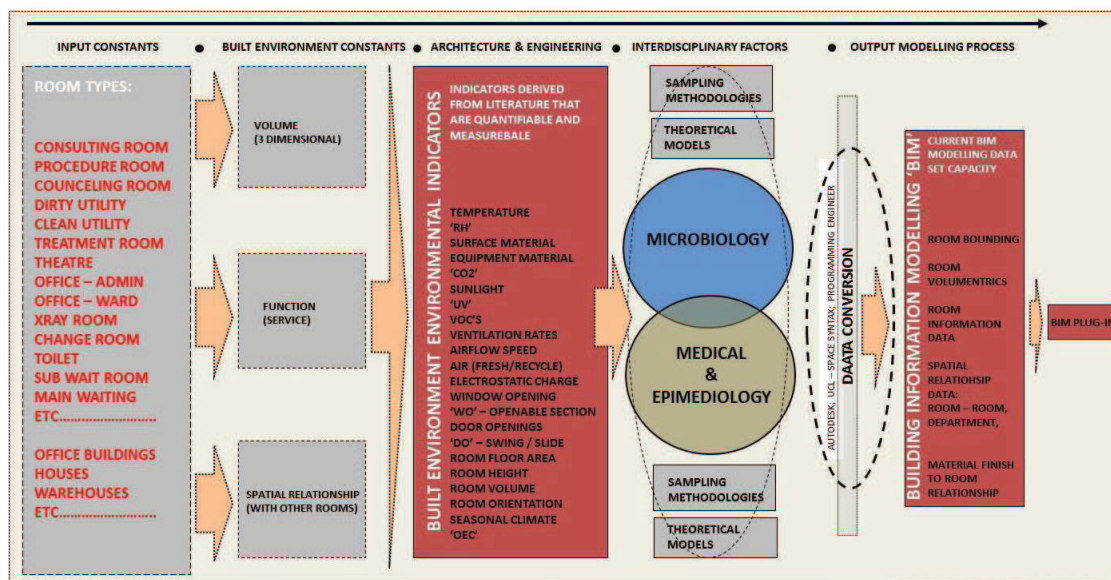 INPUT CONSTANTS
BUILT ENVIRONMENT CONSTANTS
ARCHITECTURE & ENGINEERING
INTERDISCIPLINARY FACTORS
OUTPUT MODELLING PROCESS
ROOM TYPES:
CONSULTING ROOM
PROCEDURE ROOM
COUNCELING ROOM
DIRTY UTILITY
CLEAN UTILITY
TREATMENT ROOM
THEATRE
OFFICE – ADMIN
OFFICE – WARD
XRAY ROOM
CHANGE ROOM
TOILET
SUB WAIT ROOM
MAIN WAITING
ETC............................
OFFICE BUILDINGS
HOUSES
WAREHOUSES
ETC............................
VOLUME
(3 DIMENSIONAL)
FUNCTION
(SERVICE)
SPATIAL RELATIONSHIP
(WITH OTHER ROOMS)
BUILT ENVIRONMENT ENVIRONMENTAL INDICATORS
INDICATORS DERIVED
FROM LITERATURE THAT
ARE QUANTIFIABLE AND
MEASUREBALE
TEMPERATURE
‘RH’
SURFACE MATERIAL
EQUIPMENT MATERIAL
‘CO2’
SUNLIGHT
‘UV’
VOC’S
VENTILATION RATES
AIRFLOW SPEED
AIR (FRESH/RECYCLE)
ELECTROSTATIC CHARGE
WINDOW OPENING
‘WO’ – OPENABLE SECTION
DOOR OPENINGS
‘DO’ – SWING / SLIDE
ROOM FLOOR AREA
ROOM HEIGHT
ROOM VOLUME
ROOM ORIENTATION
SEASONAL CLIMATE
‘OEC’
SAMPLING
METHODOLOGIES
THEORETICAL
MODELS
MICROBIOLOGY
MEDICAL
&
EPIMEDIOLOGY
SAMPLING
METHODOLOGIES
THEORETICAL
MODELS
AUTODESK; UCL – SPACE SYNTAX; PROGRAMMING ENGINEER
DAATA CONVERSION
BUILDING INFORMATION MODELLING ‘BIM’
CURRENT BIM
MODELLING DATA
SET CAPACITY
ROOM BOUNDING
ROOM
VOLUMENTRICS
ROOM
INFORMATION
DATA
SPATIAL
RELATIOHSIP
DATA:
ROOM – ROOM,
DEPARTMENT,
MATERIAL FINISH
TO ROOM
RELATIONSHIP
BIM PLUG-IN